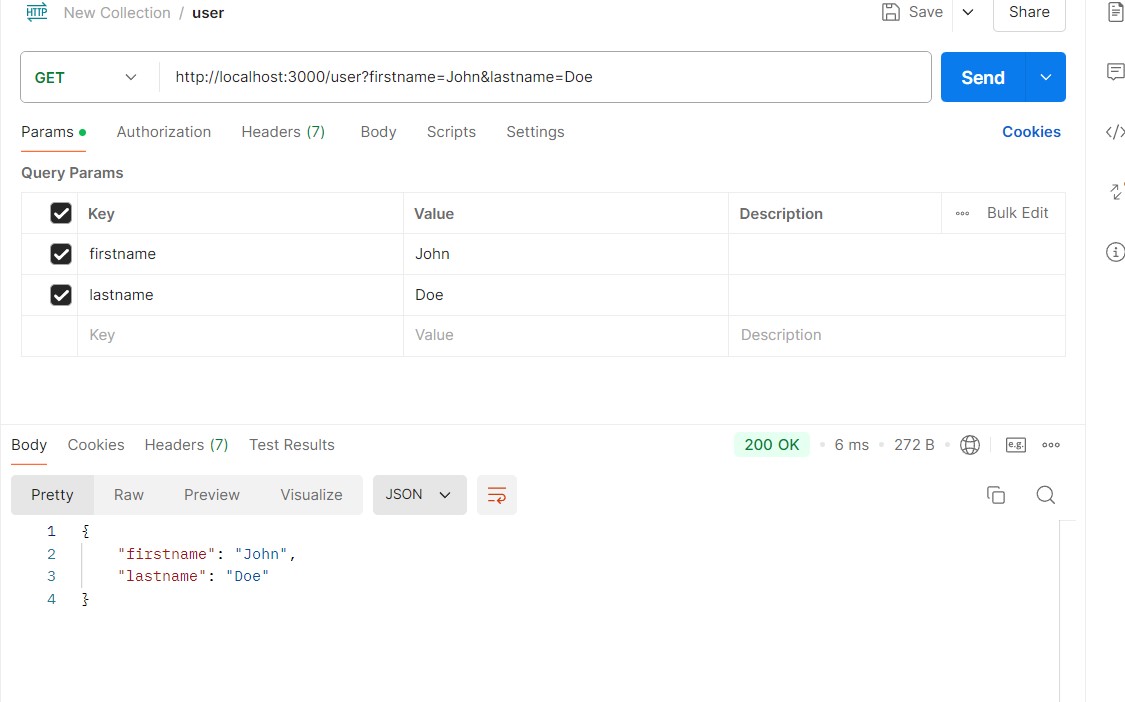 HTTP New Collection / user Save Share
GET http://localhost:3000/user?firstname=John&lastname=Doe Send
Params Authorization Headers (7) Body Scripts Settings Cookies
Query Params
Key Value Description Bulk Edit
firstname John
lastname Doe
Key Value Description
Body Cookies Headers (7) Test Results 200 OK 6 ms 272 B e.g.
Pretty Raw Preview Visualize JSON
1 {
2 "firstname": "John",
3 "lastname": "Doe"
4 }